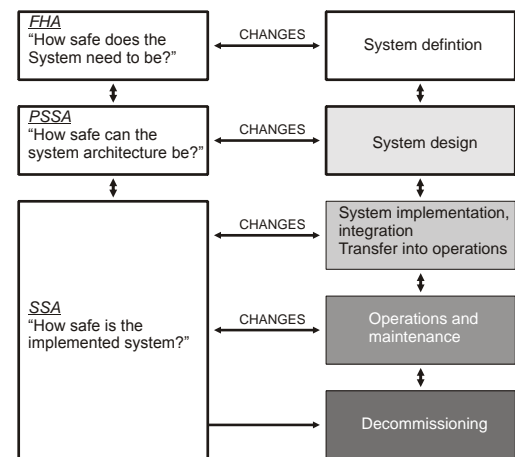 FHA
“How safe does the
System need to be?”
CHANGES
System defintion
PSSA
“How safe can the
system architecture be?”
CHANGES
System design
SSA
“How safe is the
implemented system?”
CHANGES
System implementation,
integration
Transfer into operations
CHANGES
Operations and
maintenance
Decommissioning